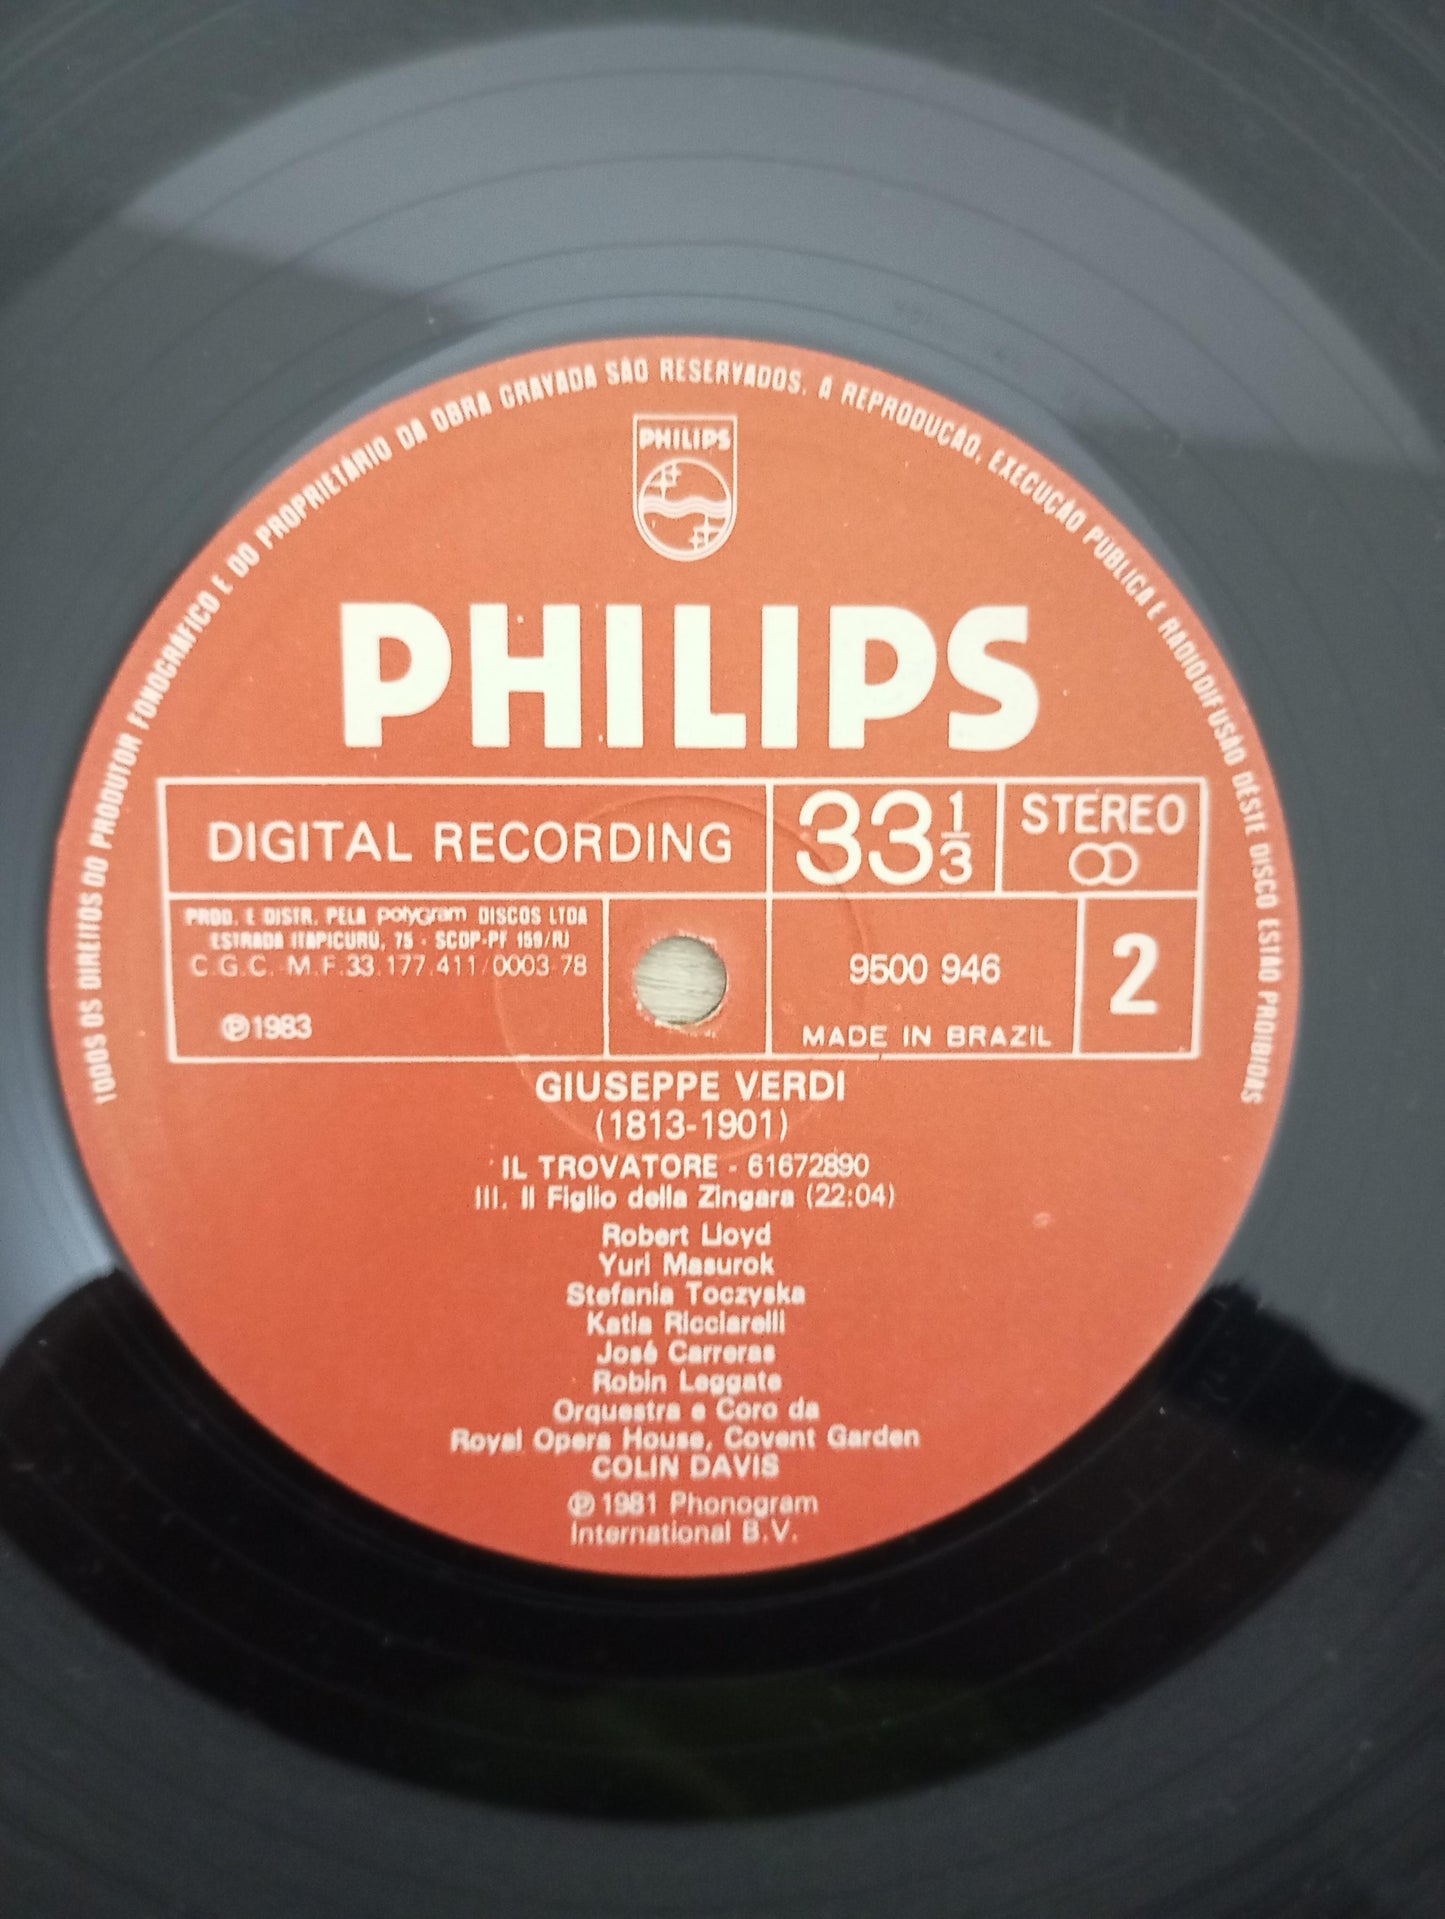 TODOS OS DIREITOS DO PRODUTOR FONOGRÁFICO E DO PROPRIETÁRIO DA OBRA GRAVADA SÃO RESERVADOS. A REPRODUÇÃO, EXECUÇÃO PÚBLICA E RADIODIFUSÃO DESTE DISCO ESTÃO PROIBIDAS
PHILIPS
PHILIPS
DIGITAL RECORDING
33 1/3
STEREO
PROD. E DISTR. PELA polyGram DISCOS LTDA
ESTRADA ITAPICURU, 75 - SCDP-PF 159/RJ
C.G.C. M.F.33.177.411/0003-78
℗1983
9500 946
MADE IN BRAZIL
2
GIUSEPPE VERDI
(1813-1901)
IL TROVATORE - 61672890
III. Il Figlio della Zingara (22:04)
Robert Lloyd
Yuri Masurok
Stefania Toczyska
Katia Ricciarelli
José Carreras
Robin Leggate
Orquestra e Coro da
Royal Opera House, Covent Garden
COLIN DAVIS
℗ 1981 Phonogram
International B.V.